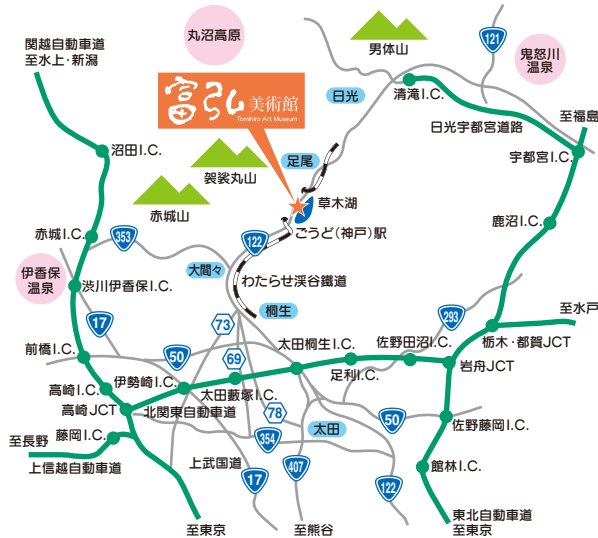 関越自動車道
至水上・新潟
丸沼高原
男体山
121
鬼怒川
温泉
清滝I.C.
日光
日光宇都宮道路
至福島
富弘美術館
Tomihiro Art Museum
沼田I.C.
足尾
宇都宮I.C.
袈裟丸山
草木湖
赤城山
鹿沼I.C.
赤城I.C.
353
122
ごうど(神戸)駅
伊香保
温泉
大間々
渋川伊香保I.C.
わたらせ渓谷鐵道
至水戸
17
73
桐生
293
前橋I.C.
50
69
太田桐生I.C.
佐野田沼I.C.
栃木・都賀JCT
岩舟JCT
高崎I.C.
伊勢崎I.C.
太田藪塚I.C.
足利I.C.
高崎JCT
北関東自動車道
78
太田
50
佐野藤岡I.C.
至長野
藤岡I.C.
354
上信越自動車道
上武国道
17
407
122
館林I.C.
至東京
至熊谷
東北自動車道
至東京